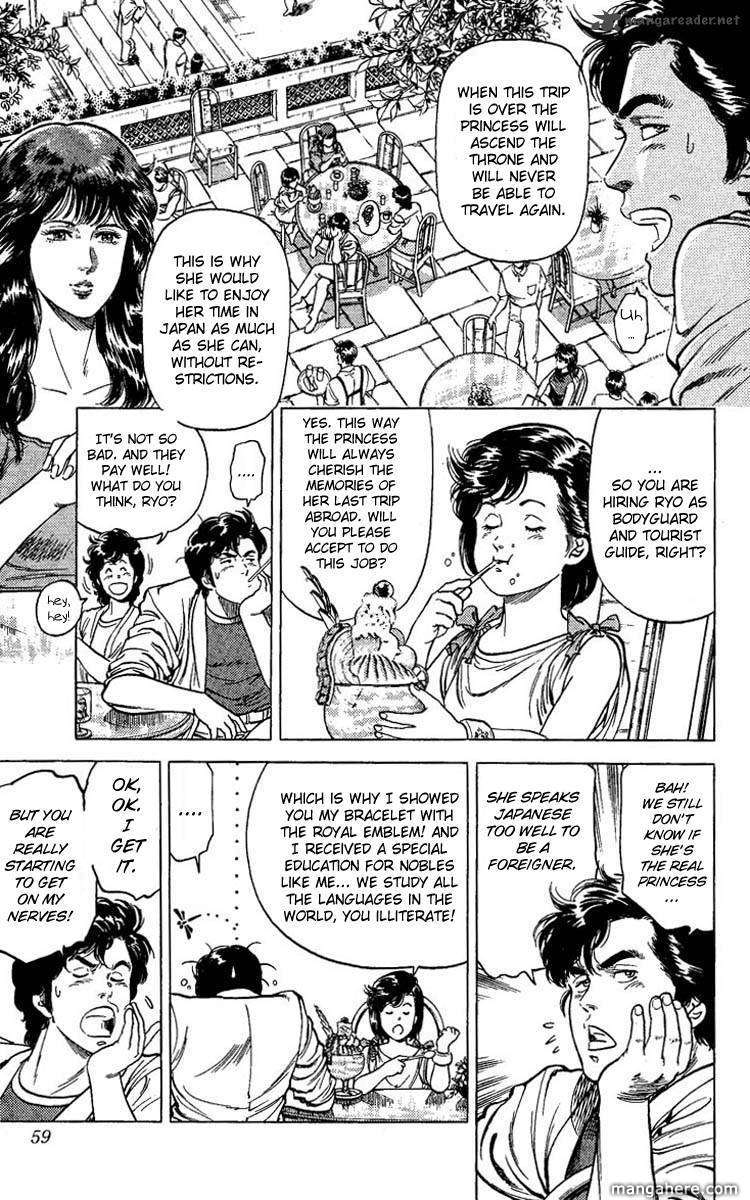 mangareader.net
WHEN THIS TRIP
IS OVER THE
PRINCESS WILL
ASCEND THE
THRONE AND
WILL NEVER
BE ABLE TO
TRAVEL AGAIN.
Uh
...
THIS IS WHY
SHE WOULD
LIKE TO ENJOY
HER TIME IN
JAPAN AS MUCH
AS SHE CAN,
WITHOUT RE-
STRICTIONS.
...
SO YOU ARE
HIRING RYO AS
BODYGUARD
AND TOURIST
GUIDE, RIGHT?
YES. THIS WAY
THE PRINCESS
WILL ALWAYS
CHERISH THE
MEMORIES OF
HER LAST TRIP
ABROAD. WILL
YOU PLEASE
ACCEPT TO DO
THIS JOB?
....
IT'S NOT SO
BAD. AND THEY
PAY WELL!
WHAT DO YOU
THINK, RYO?
hey,
hey!
BAH!
WE STILL
DON'T
KNOW IF
SHE'S
THE REAL
PRINCESS
...
SHE SPEAKS
JAPANESE
TOO WELL TO
BE A
FOREIGNER.
WHICH IS WHY I SHOWED
YOU MY BRACELET WITH
THE ROYAL EMBLEM! AND
I RECEIVED A SPECIAL
EDUCATION FOR NOBLES
LIKE ME... WE STUDY ALL
THE LANGUAGES IN THE
WORLD, YOU ILLITERATE!
....
OK,
OK.
I
GET
IT.
BUT YOU
ARE
REALLY
STARTING
TO GET
ON MY
NERVES!
59
mangahere.com